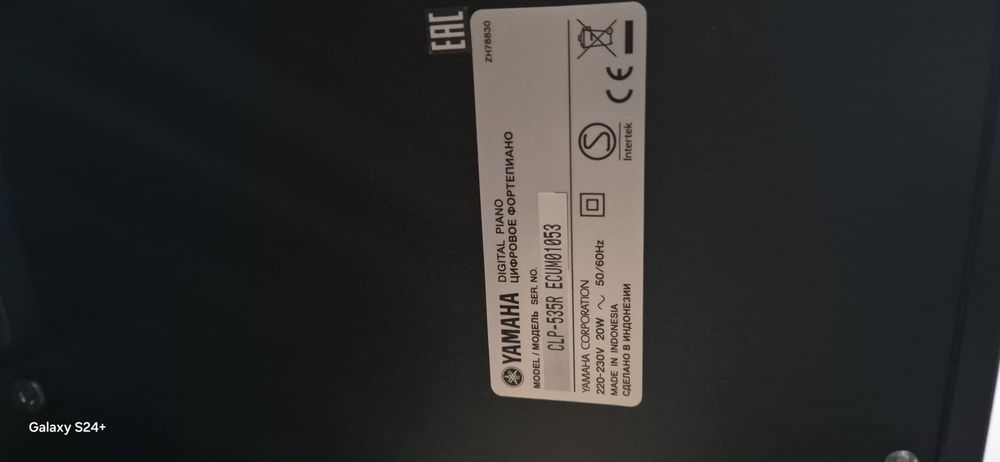 EAC
ZH78830
YAMAHA DIGITAL PIANO
ЦИФРОВОЕ ФОРТЕПИАНО
MODEL / МОДЕЛЬ SER. NO.
CLP-535R ECUM01053
YAMAHA CORPORATION
220-230V 20W ~ 50/60Hz
MADE IN INDONESIA
СДЕЛАНО В ИНДОНЕЗИИ
S
Intertek
CE
Galaxy S24+